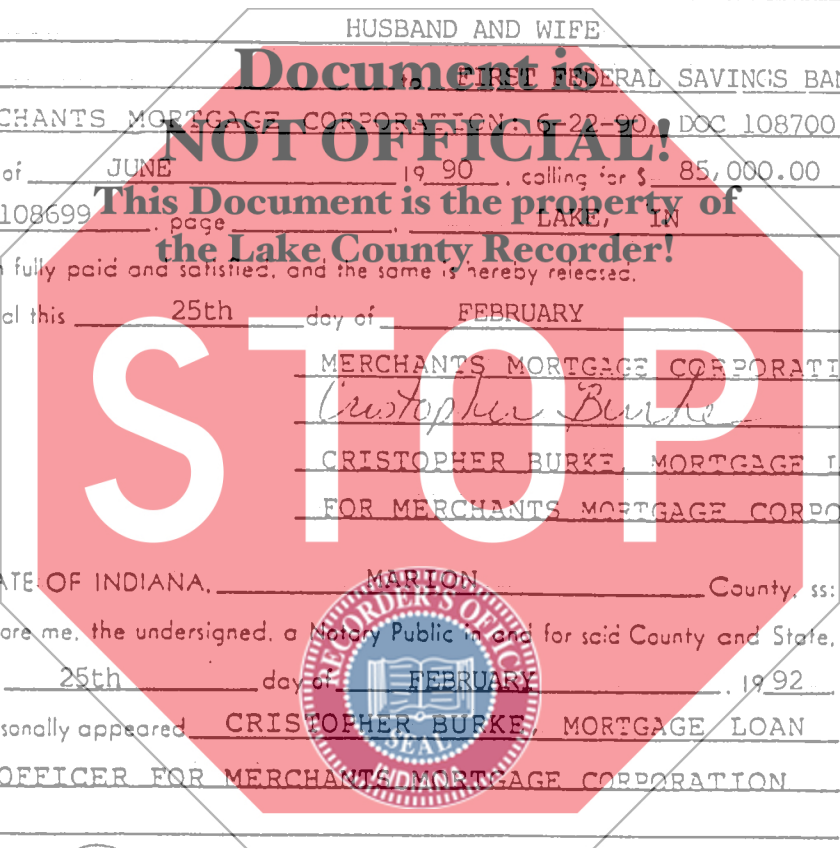 HUSBAND AND WIFE
Document is
to FIRST FEDERAL SAVINGS BAN
CHANTS MORTGAGE CORPORATION: 6-22-90, DOC 108700
NOT OFFICIAL!
of JUNE 19 90, calling for $ 85,000.00
This Document is the property of
108699, page , LAKE, IN
the Lake County Recorder!
fully paid and satisfied, and the same is hereby released.
al this 25th day of FEBRUARY
STOP
MERCHANTS MORTGAGE CORPORATI
Cristopher Burke
CRISTOPHER BURKE, MORTGAGE L
FOR MERCHANTS MORTGAGE CORPO
ATE OF INDIANA, MARION County, ss:
RECORDER'S OFFICE
ore me, the undersigned, a Notary Public in and for said County and State,
25th day of FEBRUARY, 19 92
sonally appeared CRISTOPHER BURKE, MORTGAGE LOAN
SEAL
OFFICER FOR MERCHANTS MORTGAGE CORPORATION
INDIANA